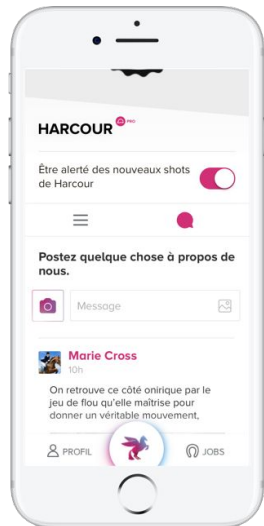 HARCOUR PRO
Être alerté des nouveaux shots
de Harcour
Postez quelque chose à propos de
nous.
Message
Marie Cross
10h
On retrouve ce côté onirique par le
jeu de flou qu'elle maîtrise pour
donner un véritable mouvement,
PROFIL
JOBS